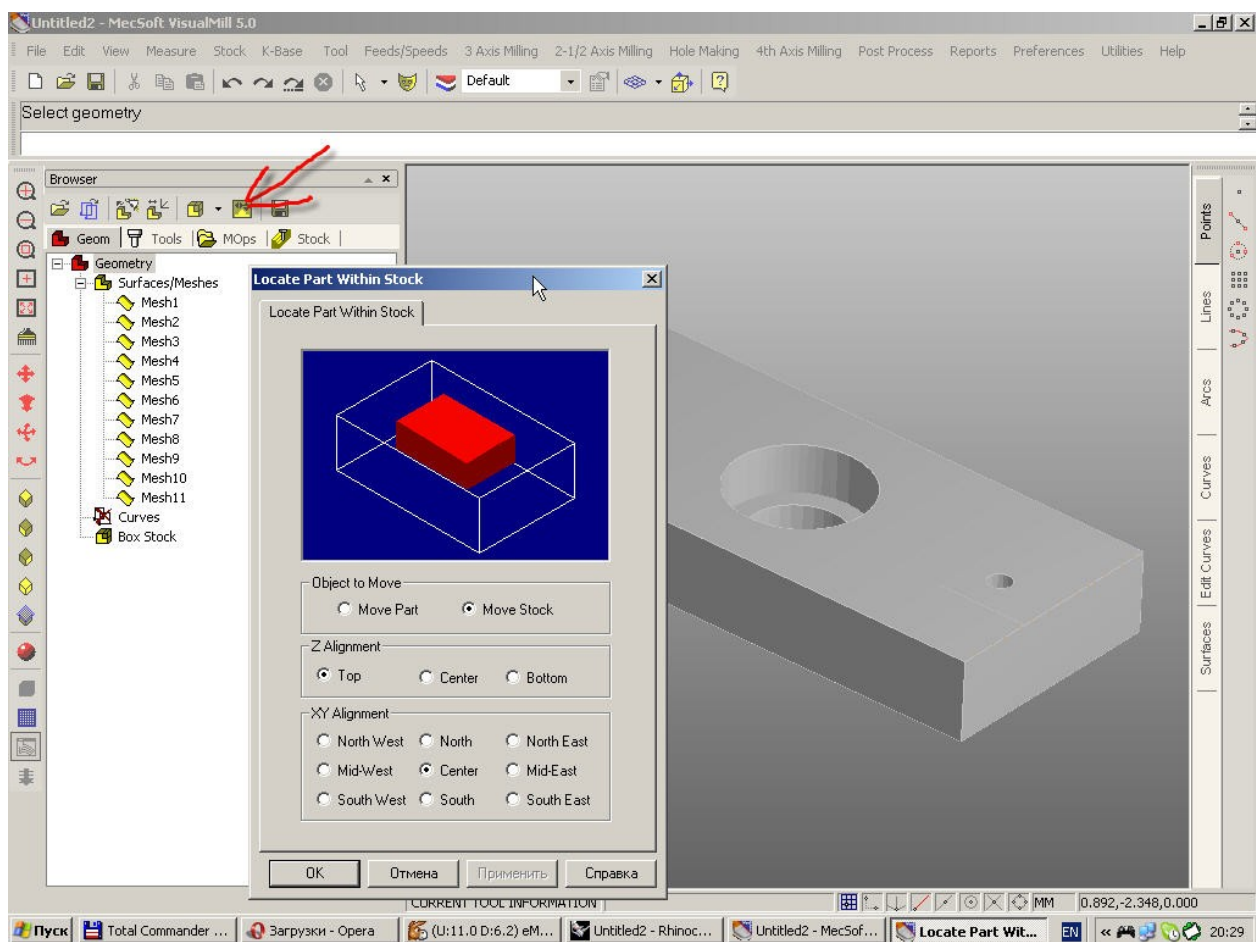 Untitled2 - MecSoft VisualMill 5.0
File Edit View Measure Stock K-Base Tool Feeds/Speeds 3 Axis Milling 2-1/2 Axis Milling Hole Making 4th Axis Milling Post Process Reports Preferences Utilities Help
Default
Select geometry
Browser
Geom Tools MOps Stock
Geometry
Surfaces/Meshes
Mesh1
Mesh2
Mesh3
Mesh4
Mesh5
Mesh6
Mesh7
Mesh8
Mesh9
Mesh10
Mesh11
Curves
Box Stock
Locate Part Within Stock
Locate Part Within Stock
Object to Move
Move Part Move Stock
Z Alignment
Top Center Bottom
XY Alignment
North West North North East
Mid-West Center Mid-East
South West South South East
OK Отмена Применить Справка
Points
Lines
Arcs
Curves
Edit Curves
Surfaces
CURRENT TOOL INFORMATION
MM 0.892,-2.348,0.000
Пуск Total Commander ... Загрузки - Opera (U:11.0 D:6.2) eM... Untitled2 - Rhinoc... Untitled2 - MecSof... Locate Part Wit... EN « 20:29